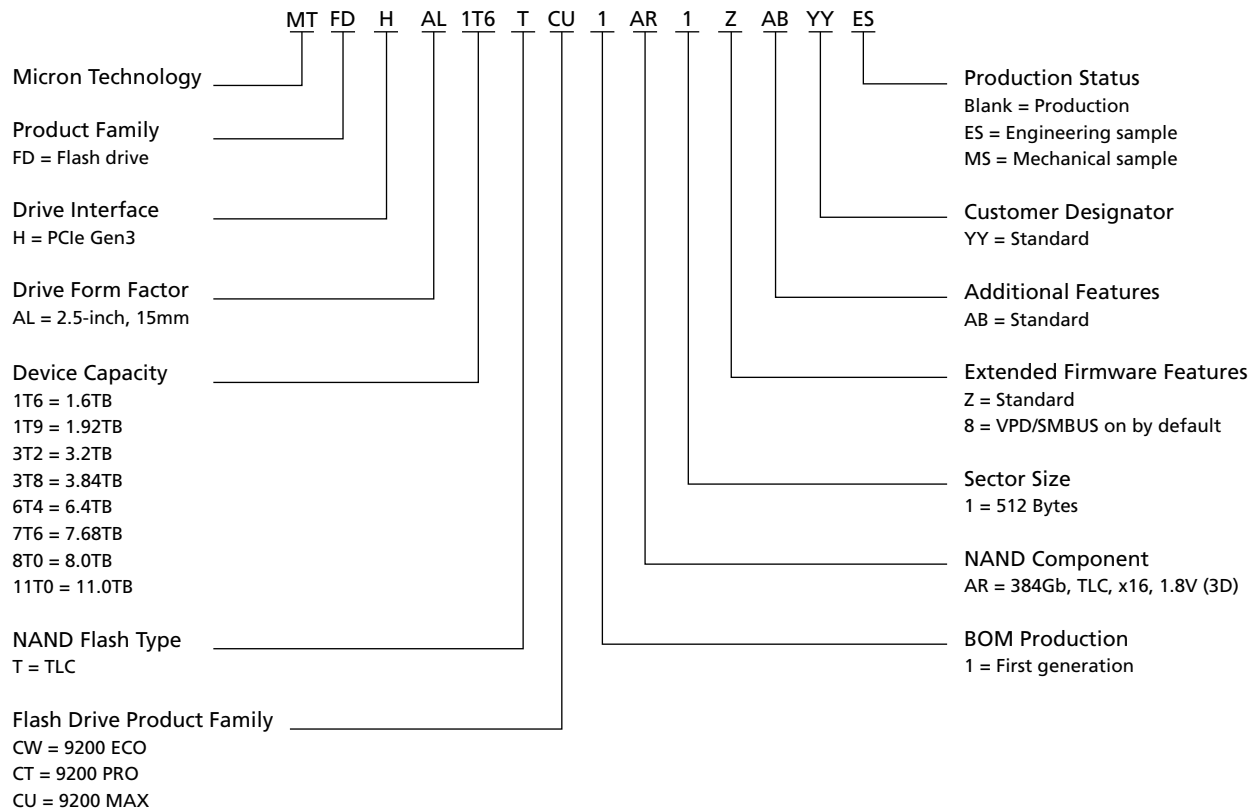 MT FD H AL 1T6 T CU 1 AR 1 Z AB YY ES
Micron Technology
Product Family
FD = Flash drive
Drive Interface
H = PCIe Gen3
Drive Form Factor
AL = 2.5-inch, 15mm
Device Capacity
1T6 = 1.6TB
1T9 = 1.92TB
3T2 = 3.2TB
3T8 = 3.84TB
6T4 = 6.4TB
7T6 = 7.68TB
8T0 = 8.0TB
11T0 = 11.0TB
NAND Flash Type
T = TLC
Flash Drive Product Family
CW = 9200 ECO
CT = 9200 PRO
CU = 9200 MAX
Production Status
Blank = Production
ES = Engineering sample
MS = Mechanical sample
Customer Designator
YY = Standard
Additional Features
AB = Standard
Extended Firmware Features
Z = Standard
8 = VPD/SMBUS on by default
Sector Size
1 = 512 Bytes
NAND Component
AR = 384Gb, TLC, x16, 1.8V (3D)
BOM Production
1 = First generation